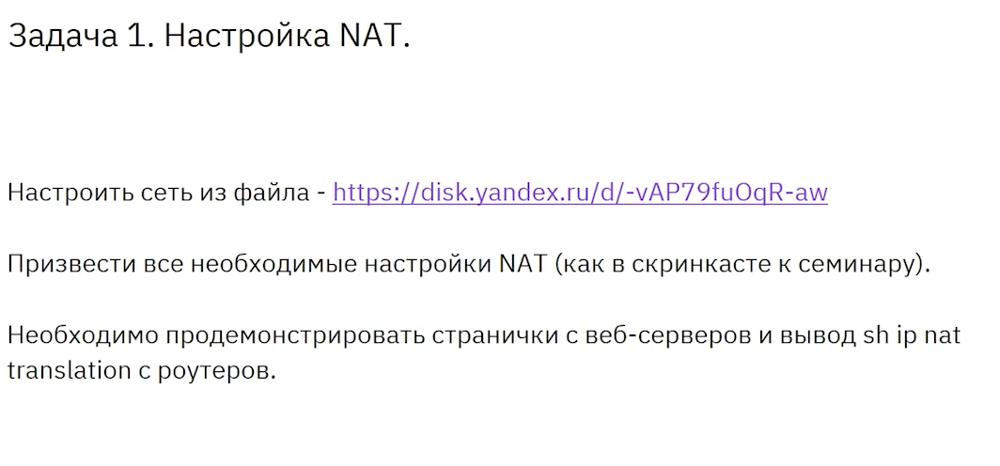 Задача 1. Настройка NAT.
Настроить сеть из файла - https://disk.yandex.ru/d/-vAP79fuOqR-aw
Призвести все необходимые настройки NAT (как в скринкасте к семинару).
Необходимо продемонстрировать странички с веб-серверов и вывод sh ip nat
translation с роутеров.